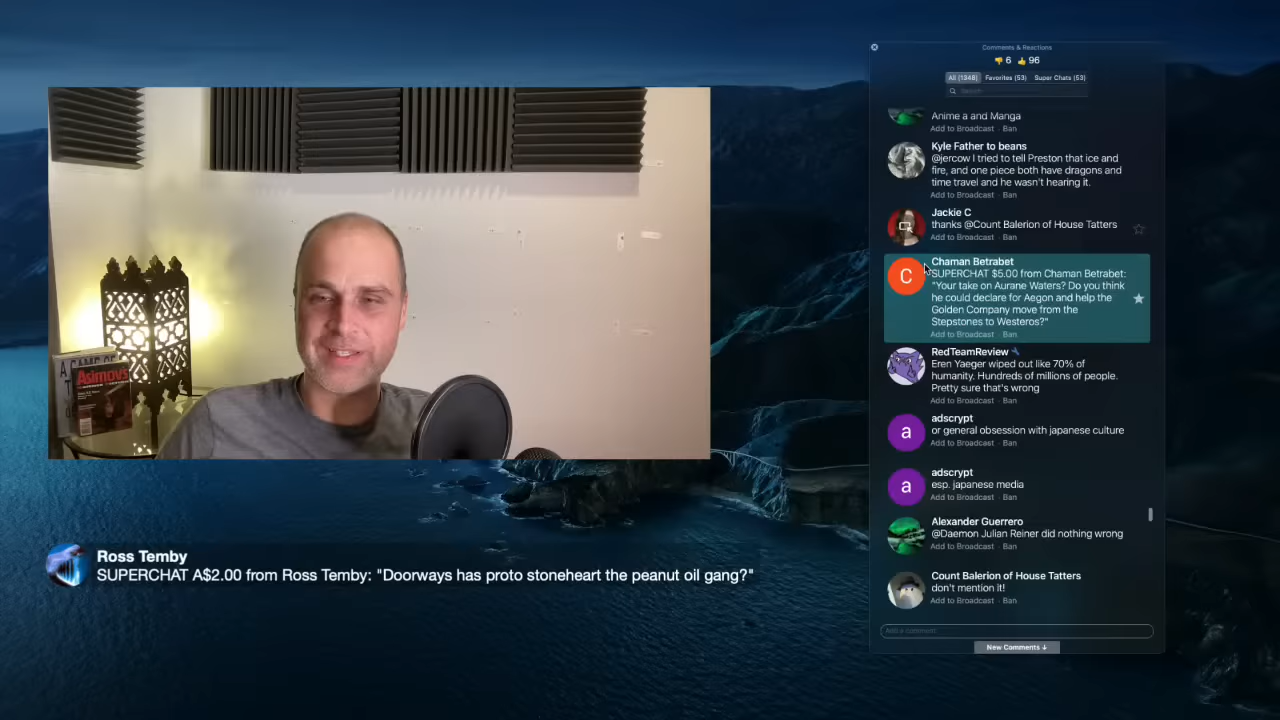 A GAME OF
Asimov's
Ross Temby
SUPERCHAT A$2.00 from Ross Temby: "Doorways has proto stoneheart the peanut oil gang?"
Comments & Reactions
👎 6 👍 96
All (1348) Favorites (53) Super Chats (53)
Search
Anime a and Manga
Add to Broadcast · Ban
Kyle Father to beans
@jercow I tried to tell Preston that ice and
fire, and one piece both have dragons and
time travel and he wasn't hearing it.
Add to Broadcast · Ban
Jackie C
thanks @Count Balerion of House Tatters
Add to Broadcast · Ban
C
Chaman Betrabet
SUPERCHAT $5.00 from Chaman Betrabet:
"Your take on Aurane Waters? Do you think
he could declare for Aegon and help the
Golden Company move from the
Stepstones to Westeros?"
Add to Broadcast · Ban
RedTeamReview
Eren Yaeger wiped out like 70% of
humanity. Hundreds of millions of people.
Pretty sure that's wrong
Add to Broadcast · Ban
a
adscrypt
or general obsession with japanese culture
Add to Broadcast · Ban
a
adscrypt
esp. japanese media
Add to Broadcast · Ban
Alexander Guerrero
@Daemon Julian Reiner did nothing wrong
Add to Broadcast · Ban
Count Balerion of House Tatters
don't mention it!
Add to Broadcast · Ban
Add a comment
New Comments ↓